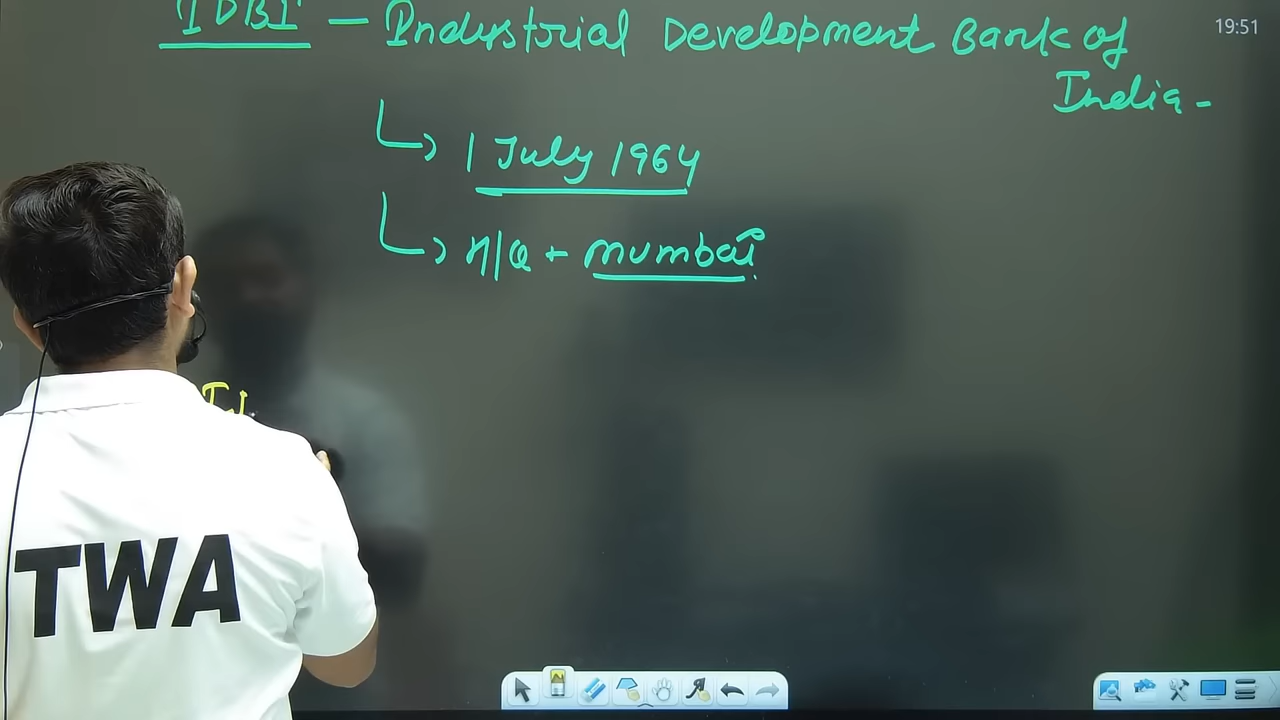 IDBI - Industrial Development Bank of
India -
19:51
1 July 1964
H/Q - mumbai
TWA